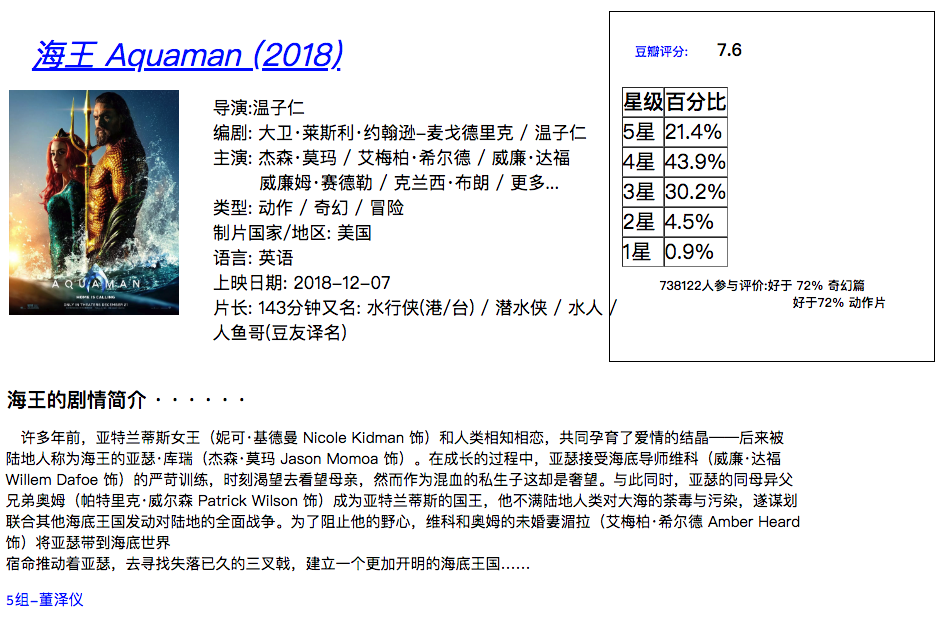 海王 Aquaman (2018)
AQUAMAN
HOME IS CALLING
ONLY IN THEATERS DECEMBER 21
导演:温子仁
编剧: 大卫·莱斯利·约翰逊-麦戈德里克 / 温子仁
主演: 杰森·莫玛 / 艾梅柏·希尔德 / 威廉·达福
威廉姆·赛德勒 / 克兰西·布朗 / 更多...
类型: 动作 / 奇幻 / 冒险
制片国家/地区: 美国
语言: 英语
上映日期: 2018-12-07
片长: 143分钟又名: 水行侠(港/台) / 潜水侠 / 水人 /
人鱼哥(豆友译名)
豆瓣评分: 7.6
星级 百分比
5星 21.4%
4星 43.9%
3星 30.2%
2星 4.5%
1星 0.9%
738122人参与评价:好于 72% 奇幻篇
好于72% 动作片
海王的剧情简介 · · · · · ·
许多年前，亚特兰蒂斯女王（妮可·基德曼 Nicole Kidman 饰）和人类相知相恋，共同孕育了爱情的结晶——后来被
陆地人称为海王的亚瑟·库瑞（杰森·莫玛 Jason Momoa 饰）。在成长的过程中，亚瑟接受海底导师维科（威廉·达福
Willem Dafoe 饰）的严苛训练，时刻渴望去看望母亲，然而作为混血的私生子这却是奢望。与此同时，亚瑟的同母异父
兄弟奥姆（帕特里克·威尔森 Patrick Wilson 饰）成为亚特兰蒂斯的国王，他不满陆地人类对大海的荼毒与污染，遂谋划
联合其他海底王国发动对陆地的全面战争。为了阻止他的野心，维科和奥姆的未婚妻湄拉（艾梅柏·希尔德 Amber Heard
饰）将亚瑟带到海底世界
宿命推动着亚瑟，去寻找失落已久的三叉戟，建立一个更加开明的海底王国……
5组-董泽仪